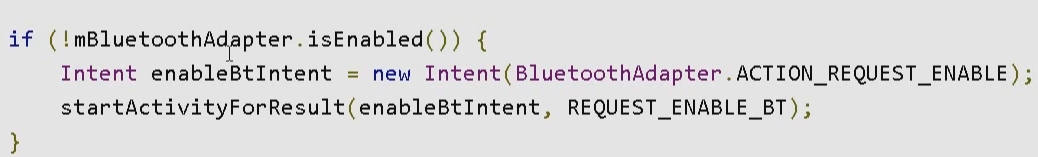 if (!mBluetoothAdapter.isEnabled()) {
    Intent enableBtIntent = new Intent(BluetoothAdapter.ACTION_REQUEST_ENABLE);
    startActivityForResult(enableBtIntent, REQUEST_ENABLE_BT);
}